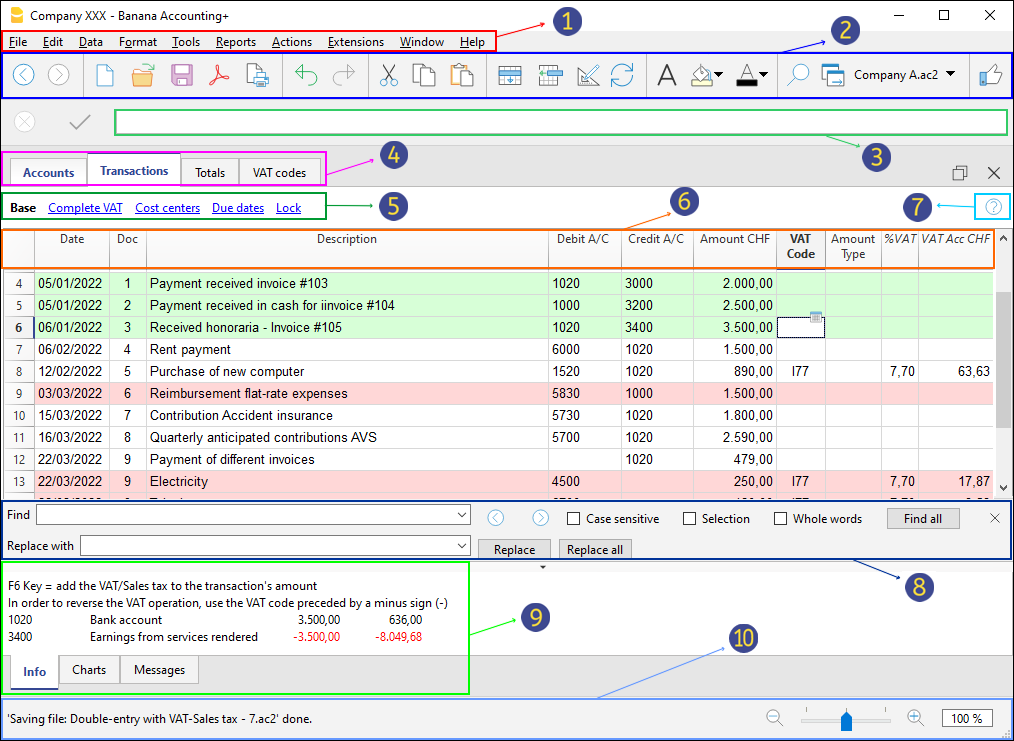 Company XXX - Banana Accounting+
File Edit Data Format Tools Reports Actions Extensions Window Help
1
2
Company A.ac2
3
4
Accounts Transactions Totals VAT codes
5
6
7
Base Complete VAT Cost centers Due dates Lock ?
Date Doc Description Debit A/C Credit A/C Amount CHF VAT Code Amount Type %VAT VAT Acc CHF
4 05/01/2022 1 Payment received invoice #103 1020 3000 2.000,00
5 05/01/2022 2 Payment received in cash for iinvoice #104 1000 3200 2.500,00
6 06/01/2022 3 Received honoraria - Invoice #105 1020 3400 3.500,00
7 06/02/2022 4 Rent payment 6000 1020 1.500,00
8 12/02/2022 5 Purchase of new computer 1520 1020 890,00 I77 7,70 63,63
9 03/03/2022 6 Reimbursement flat-rate expenses 5830 1000 1.500,00
10 15/03/2022 7 Contribution Accident insurance 5730 1020 1.800,00
11 16/03/2022 8 Quarterly anticipated contributions AVS 5700 1020 2.590,00
12 22/03/2022 9 Payment of different invoices 1020 479,00
13 22/03/2022 9 Electricity 4500 250,00 I77 7,70 17,87
Find Case sensitive Selection Whole words Find all
Replace with Replace Replace all
8
F6 Key = add the VAT/Sales tax to the transaction's amount
In order to reverse the VAT operation, use the VAT code preceded by a minus sign (-)
1020 Bank account 3.500,00 636,00
3400 Earnings from services rendered -3.500,00 -8.049,68
9
10
Info Charts Messages
'Saving file: Double-entry with VAT-Sales tax - 7.ac2' done. 100 %